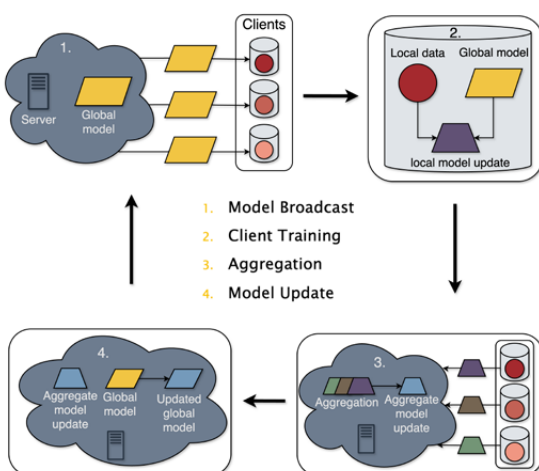 Clients
1.
Server
Global
model
2.
Local data
Global model
local model update
1. Model Broadcast
2. Client Training
3. Aggregation
4. Model Update
4.
Aggregate
model
update
Global
model
Updated
global model
3.
Aggregation
Aggregate
model
update